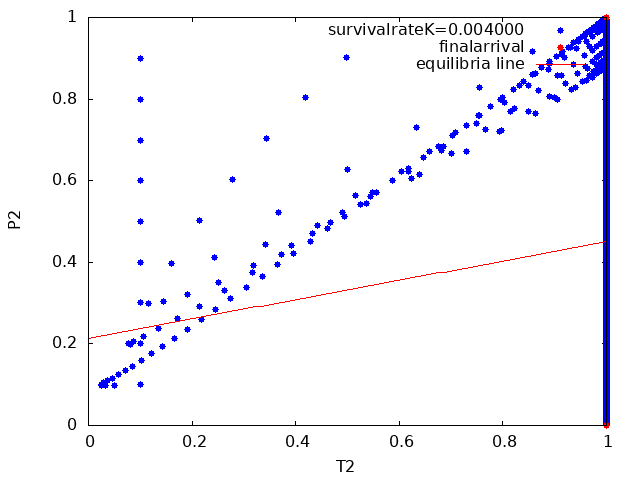 1
0.8
0.6
0.4
0.2
0
P2
survivalrateK=0.004000
finalarrival
equilibria line
0 0.2 0.4 0.6 0.8 1
T2